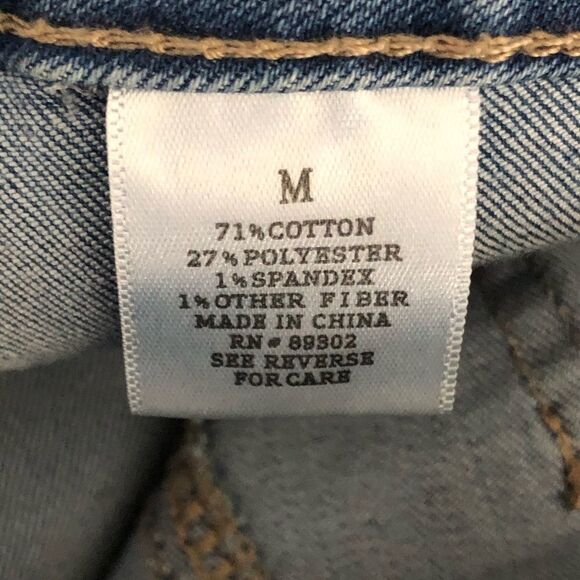 M
71%COTTON
27%POLYESTER
1%SPANDEX
1%OTHER FIBER
MADE IN CHINA
RN# 89302
SEE REVERSE
FOR CARE